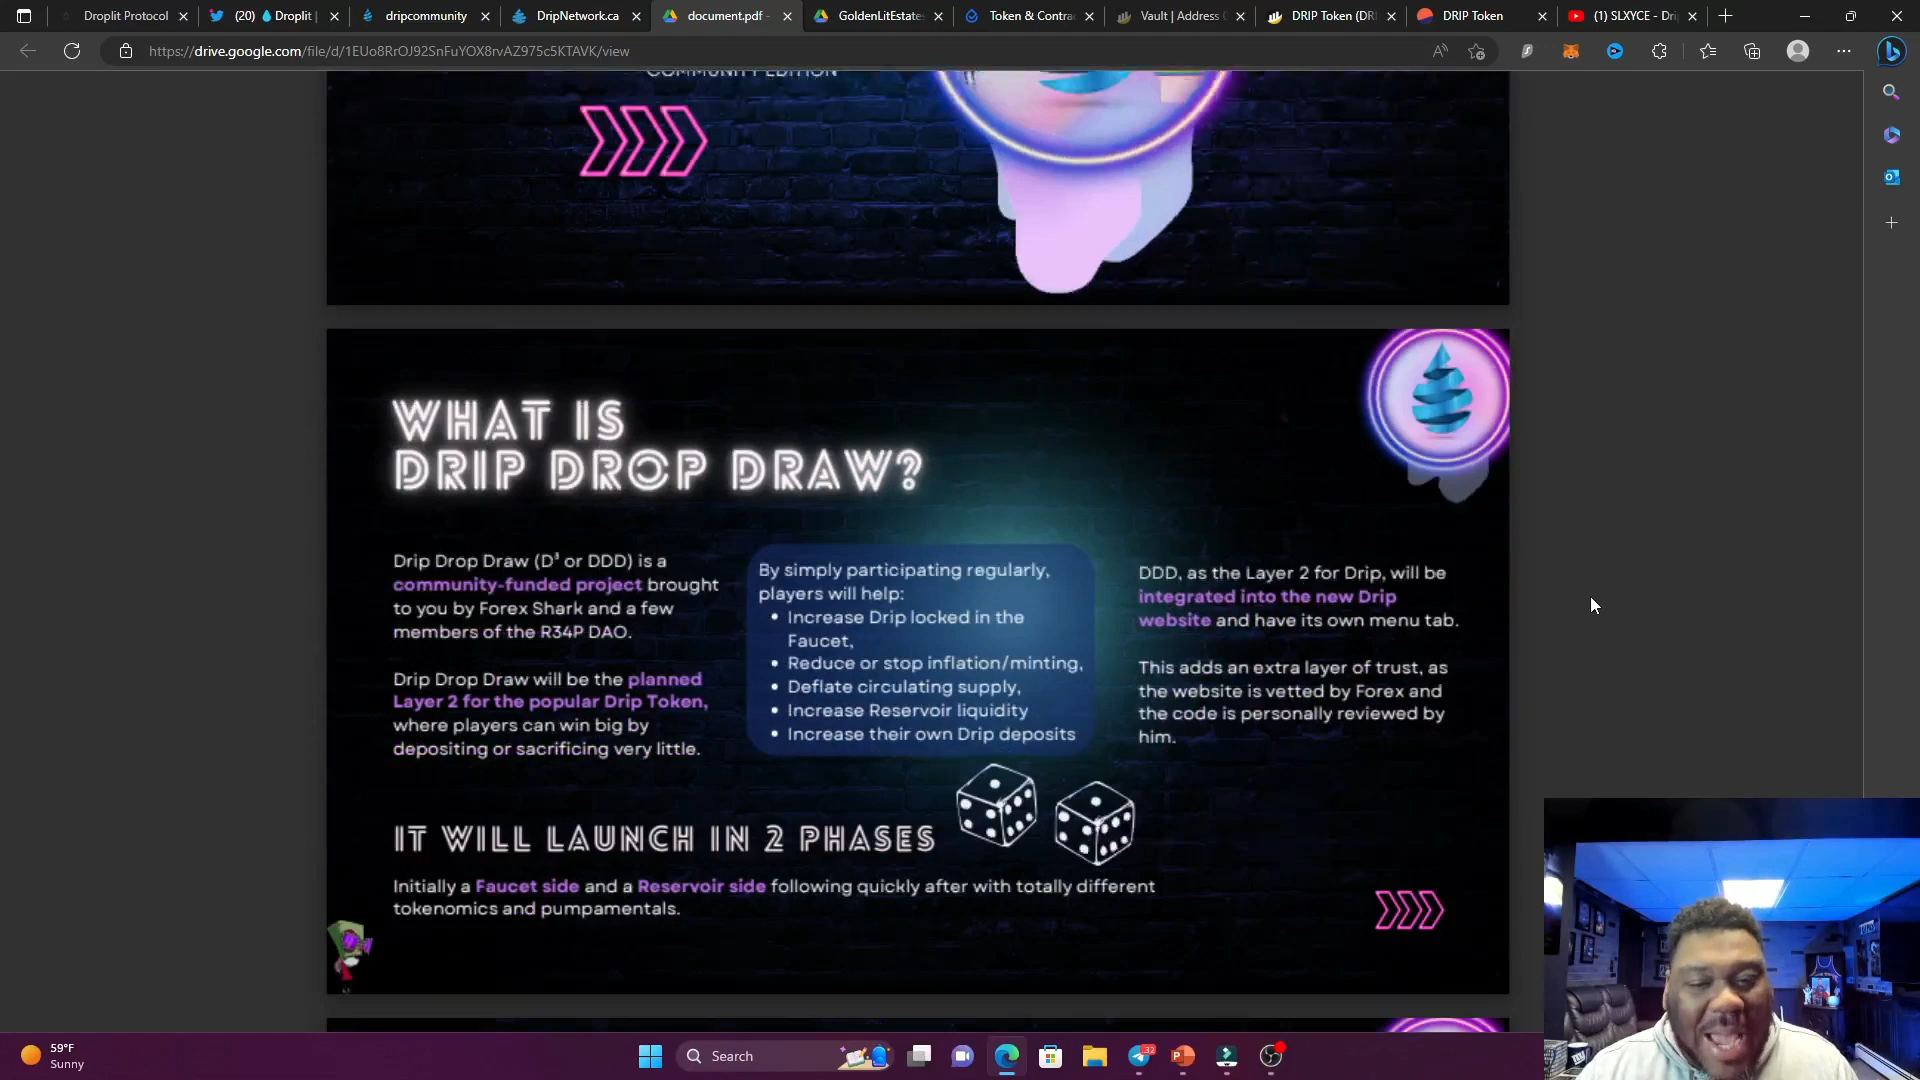 Droplit Protocol
(20) Droplit |
dripcommunity
DripNetwork.ca
document.pdf -
GoldenLitEstates
Token & Contra
Vault | Address
DRIP Token (DRI
DRIP Token
(1) SLXYCE - Dri
https://drive.google.com/file/d/1EUo8RrOJ92SnFuYOX8rvAZ975c5KTAVK/view
COMMUNITY EDITION
WHAT IS
DRIP DROP DRAW?
Drip Drop Draw (D³ or DDD) is a
community-funded project brought
to you by Forex Shark and a few
members of the R34P DAO.
Drip Drop Draw will be the planned
Layer 2 for the popular Drip Token,
where players can win big by
depositing or sacrificing very little.
By simply participating regularly,
players will help:
• Increase Drip locked in the
Faucet,
• Reduce or stop inflation/minting,
• Deflate circulating supply,
• Increase Reservoir liquidity
• Increase their own Drip deposits
DDD, as the Layer 2 for Drip, will be
integrated into the new Drip
website and have its own menu tab.
This adds an extra layer of trust, as
the website is vetted by Forex and
the code is personally reviewed by
him.
IT WILL LAUNCH IN 2 PHASES
Initially a Faucet side and a Reservoir side following quickly after with totally different
tokenomics and pumpamentals.
59°F
Sunny
Search
32